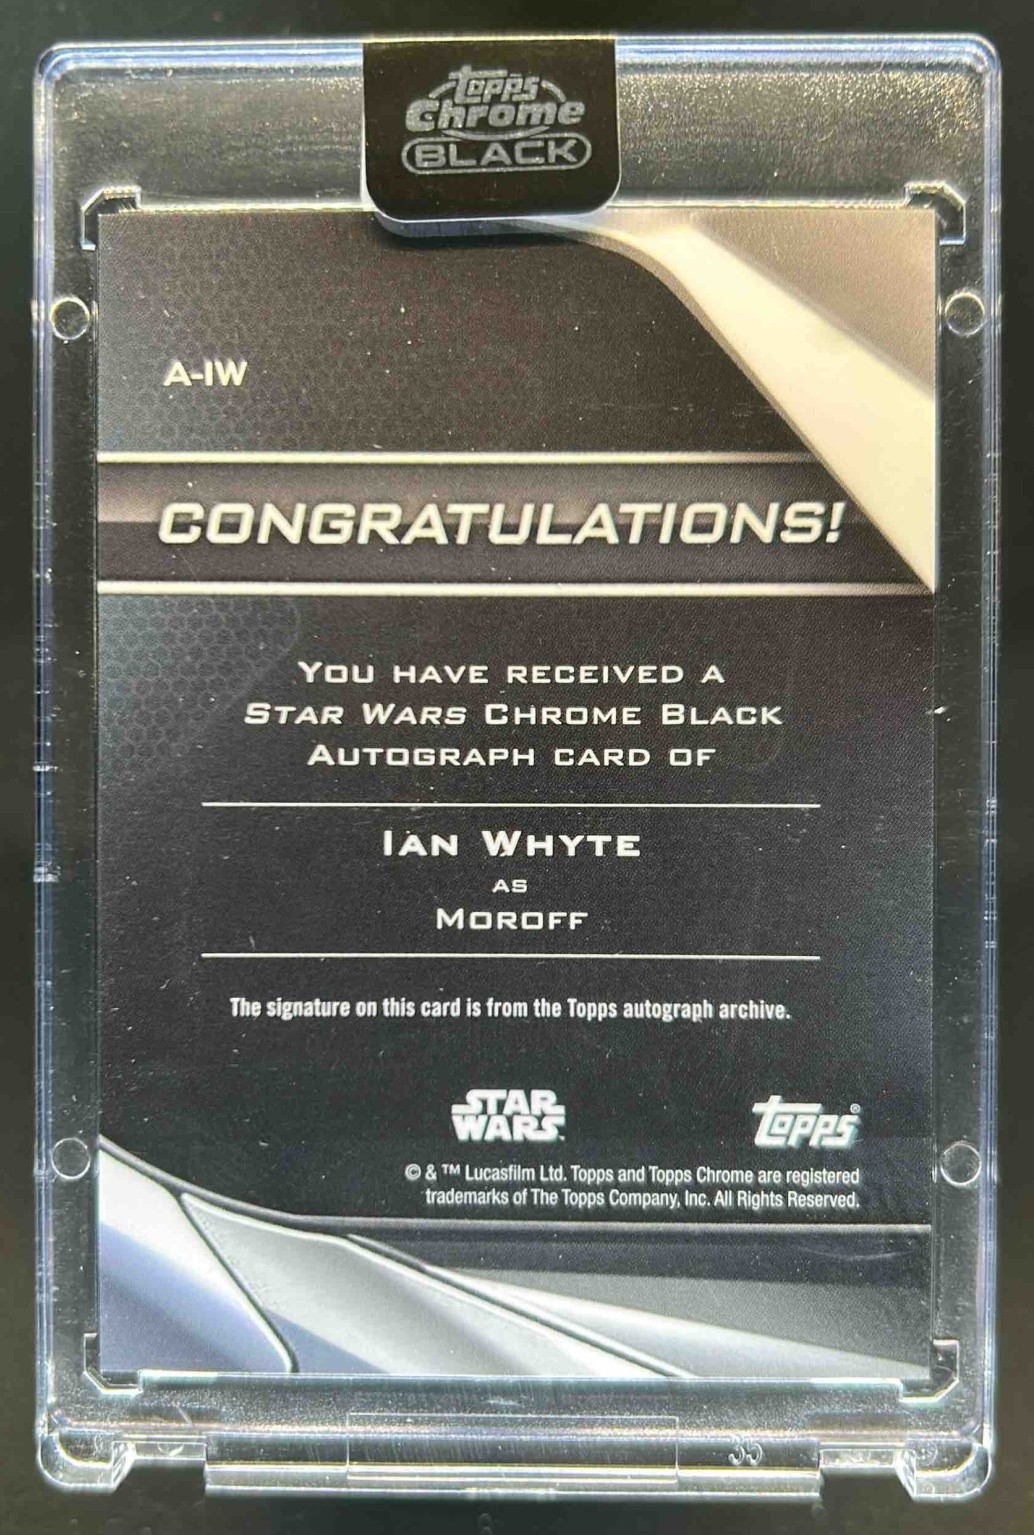 Topps
Chrome
BLACK
A-IW
CONGRATULATIONS!
YOU HAVE RECEIVED A
STAR WARS CHROME BLACK
AUTOGRAPH CARD OF
IAN WHYTE
AS
MOROFF
The signature on this card is from the Topps autograph archive.
STAR
WARS
Topps®
© & ™ Lucasfilm Ltd. Topps and Topps Chrome are registered
trademarks of The Topps Company, Inc. All Rights Reserved.
35